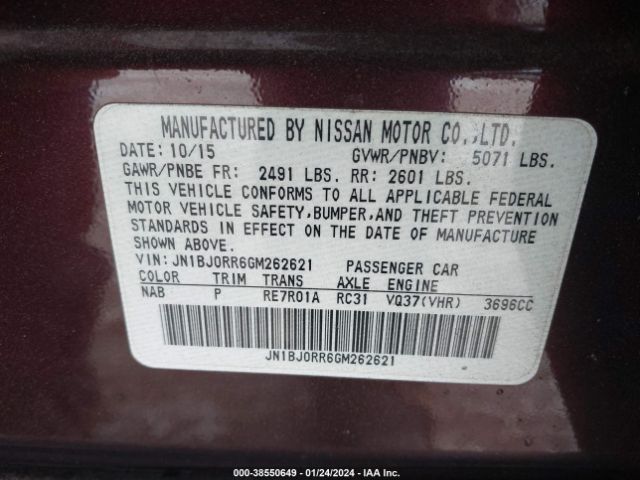 MANUFACTURED BY NISSAN MOTOR CO.,LTD.
DATE: 10/15 GVWR/PNBV: 5071 LBS.
GAWR/PNBE FR: 2491 LBS. RR: 2601 LBS.
THIS VEHICLE CONFORMS TO ALL APPLICABLE FEDERAL
MOTOR VEHICLE SAFETY,BUMPER,AND THEFT PREVENTION
STANDARDS IN EFFECT ON THE DATE OF MANUFACTURE
SHOWN ABOVE.
VIN: JN1BJ0RR6GM262621 PASSENGER CAR
COLOR TRIM TRANS AXLE ENGINE
NAB P RE7R01A RC31 VQ37(VHR) 3696CC
JN1BJ0RR6GM262621
000-38550649 - 01/24/2024 - IAA Inc.